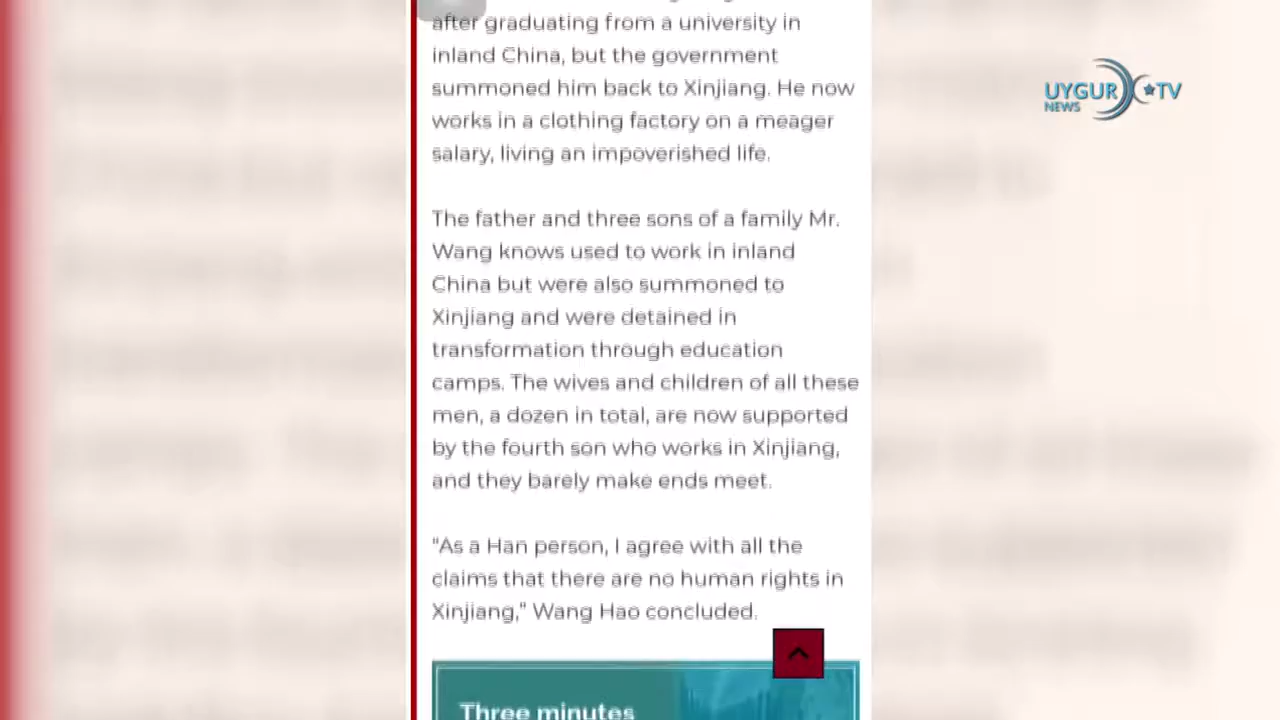 after graduating from a university in
inland China, but the government
summoned him back to Xinjiang. He now
works in a clothing factory on a meager
salary, living an impoverished life.
The father and three sons of a family Mr.
Wang knows used to work in inland
China but were also summoned to
Xinjiang and were detained in
transformation through education
camps. The wives and children of all these
men, a dozen in total, are now supported
by the fourth son who works in Xinjiang,
and they barely make ends meet.
“As a Han person, I agree with all the
claims that there are no human rights in
Xinjiang,” Wang Hao concluded.
Three minutes
UYGUR TV
NEWS